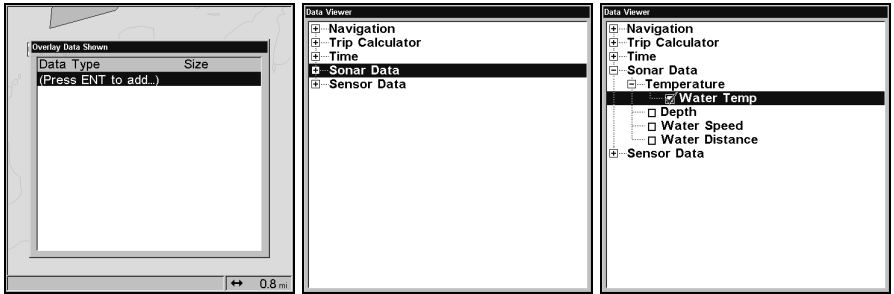 Overlay Data Shown
Data Type Size
(Press ENT to add...)
0.8 mi
Data Viewer
Navigation
Trip Calculator
Time
Sonar Data
Sensor Data
Data Viewer
Navigation
Trip Calculator
Time
Sonar Data
Temperature
Water Temp
Depth
Water Speed
Water Distance
Sensor Data